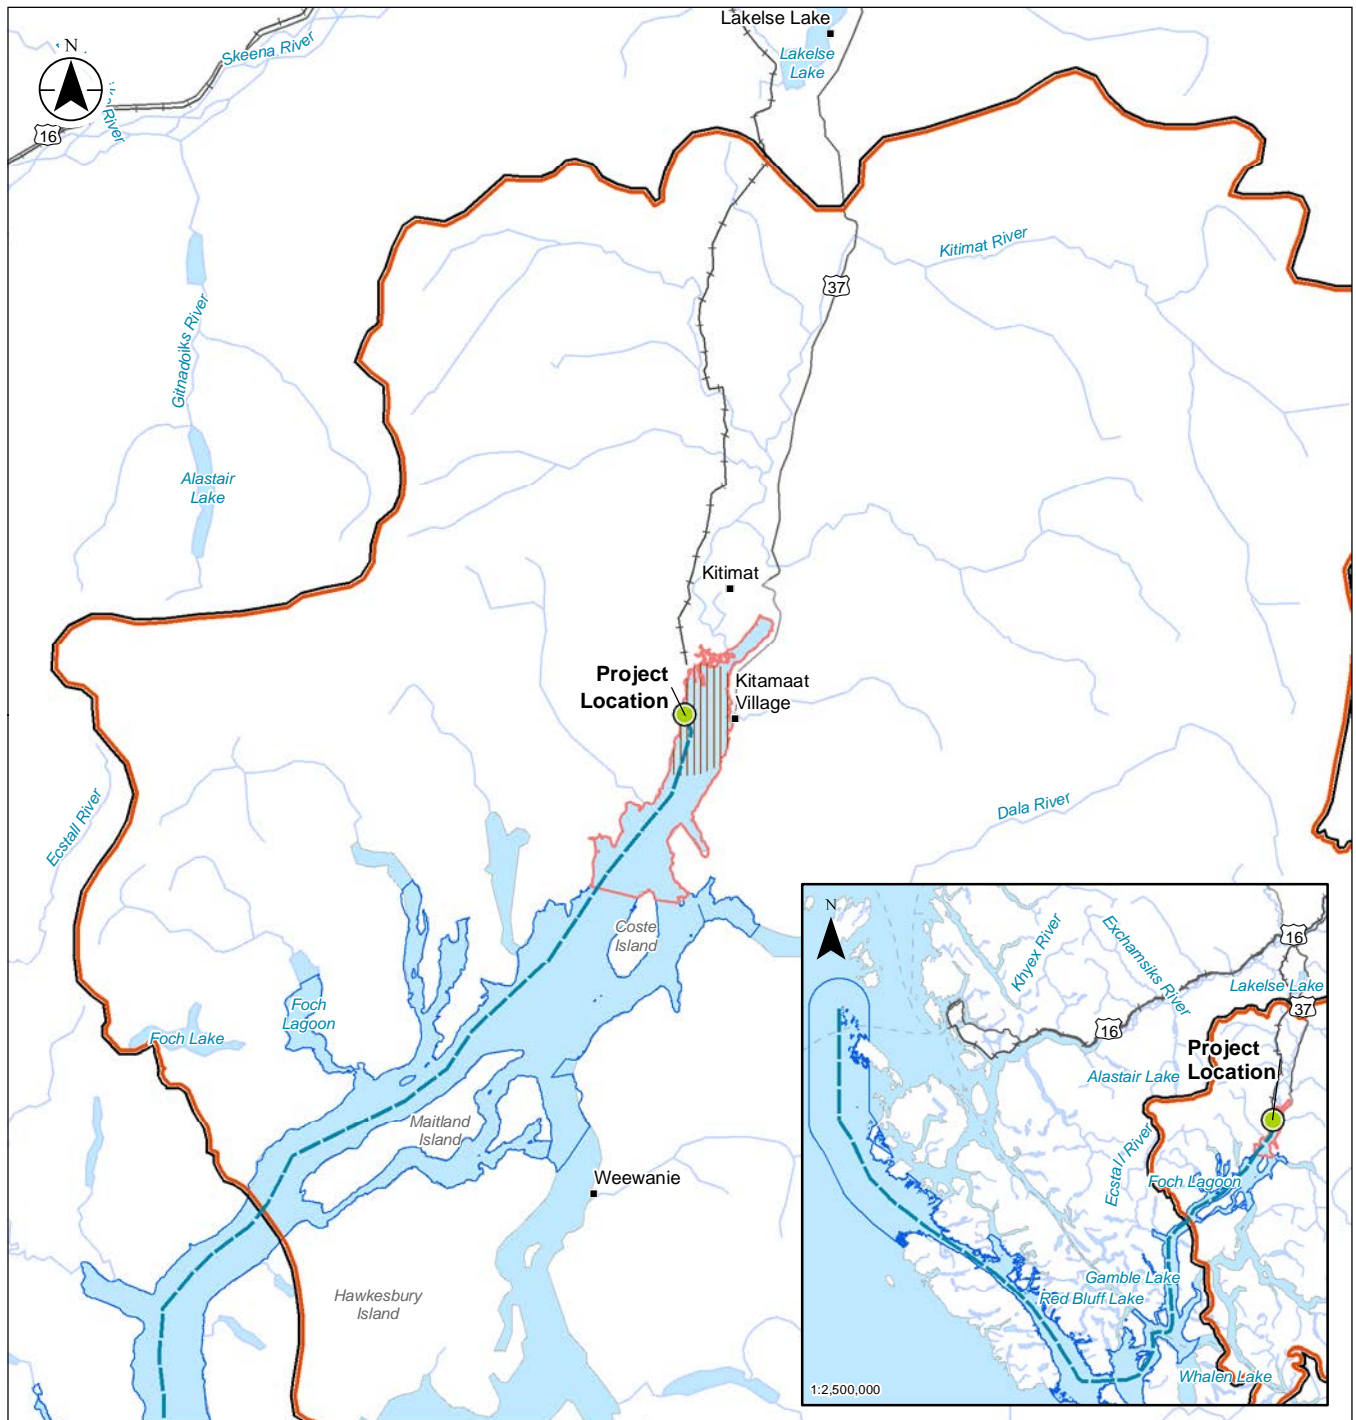 Lakelse Lake
Lakelse
Lake
Skeena River
N
River
16
Kitimat River
37
Gitnadoiks River
Alastair
Lake
Kitimat
Project
Location
Kitamaat
Village
Ecstall River
Dala River
Coste
Island
Foch
Lagoon
Foch Lake
Maitland
Island
Weewanie
Hawkesbury
Island
N
Khyex River
Exchamsiks River
16
Lakelse Lake
37
16
Project
Location
Alastair Lake
Ecstall River
Foch Lagoon
Gamble Lake
Red Bluff Lake
Whalen Lake
1:2,500,000